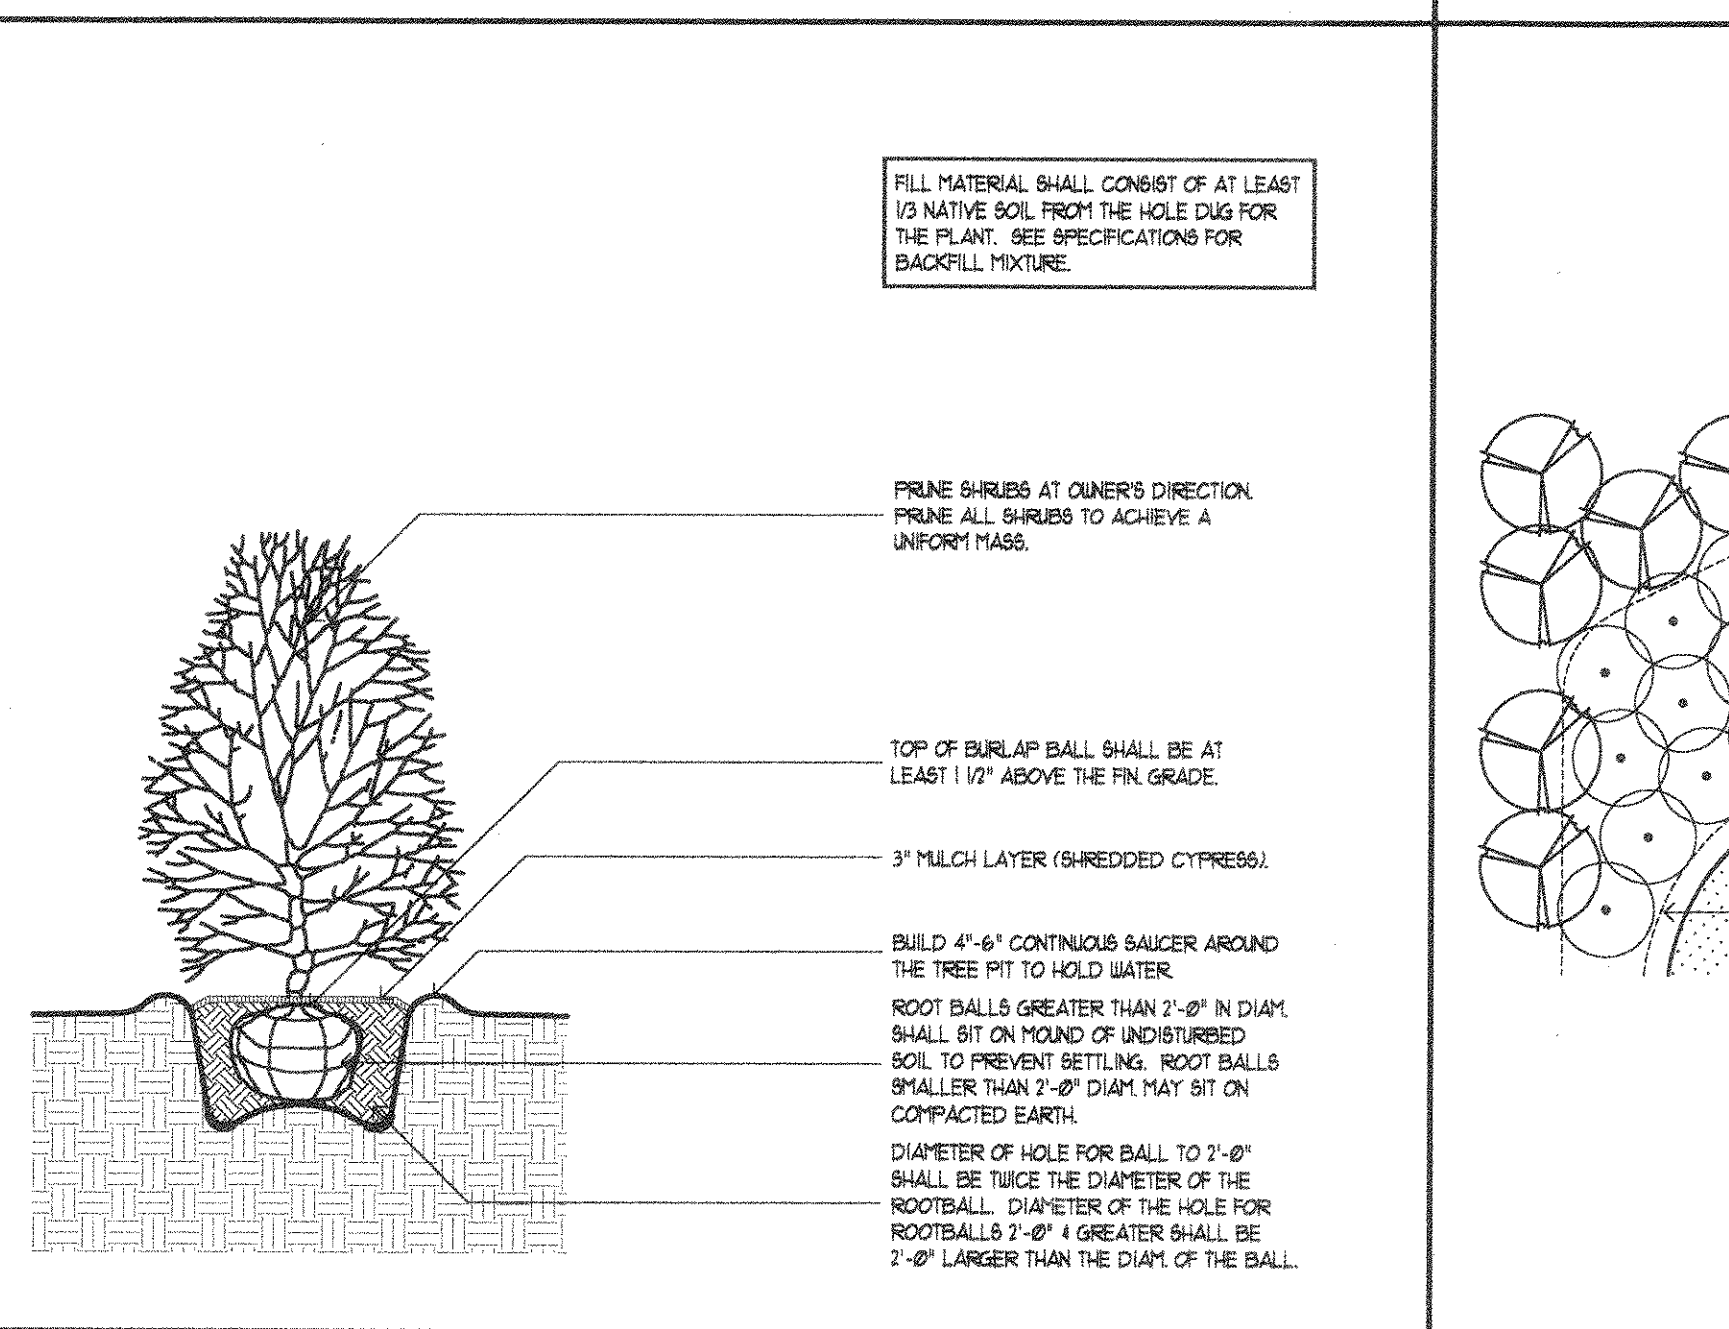 FILL MATERIAL SHALL CONSIST OF AT LEAST
1/3 NATIVE SOIL FROM THE HOLE DUG FOR
THE PLANT. SEE SPECIFICATIONS FOR
BACKFILL MIXTURE.
PRUNE SHRUBS AT OWNER'S DIRECTION.
PRUNE ALL SHRUBS TO ACHIEVE A
UNIFORM MASS.
TOP OF BURLAP BALL SHALL BE AT
LEAST 1 1/2" ABOVE THE FIN. GRADE.
3" MULCH LAYER (SHREDDED CYPRESS).
BUILD 4"-6" CONTINUOUS SAUCER AROUND
THE TREE PIT TO HOLD WATER.
ROOT BALLS GREATER THAN 2'-0" IN DIAM.
SHALL SIT ON MOUND OF UNDISTURBED
SOIL TO PREVENT SETTLING. ROOT BALLS
SMALLER THAN 2'-0" DIAM. MAY SIT ON
COMPACTED EARTH.
DIAMETER OF HOLE FOR BALL TO 2'-0"
SHALL BE TWICE THE DIAMETER OF THE
ROOTBALL. DIAMETER OF THE HOLE FOR
ROOTBALLS 2'-0" & GREATER SHALL BE
2'-0" LARGER THAN THE DIAM. OF THE BALL.